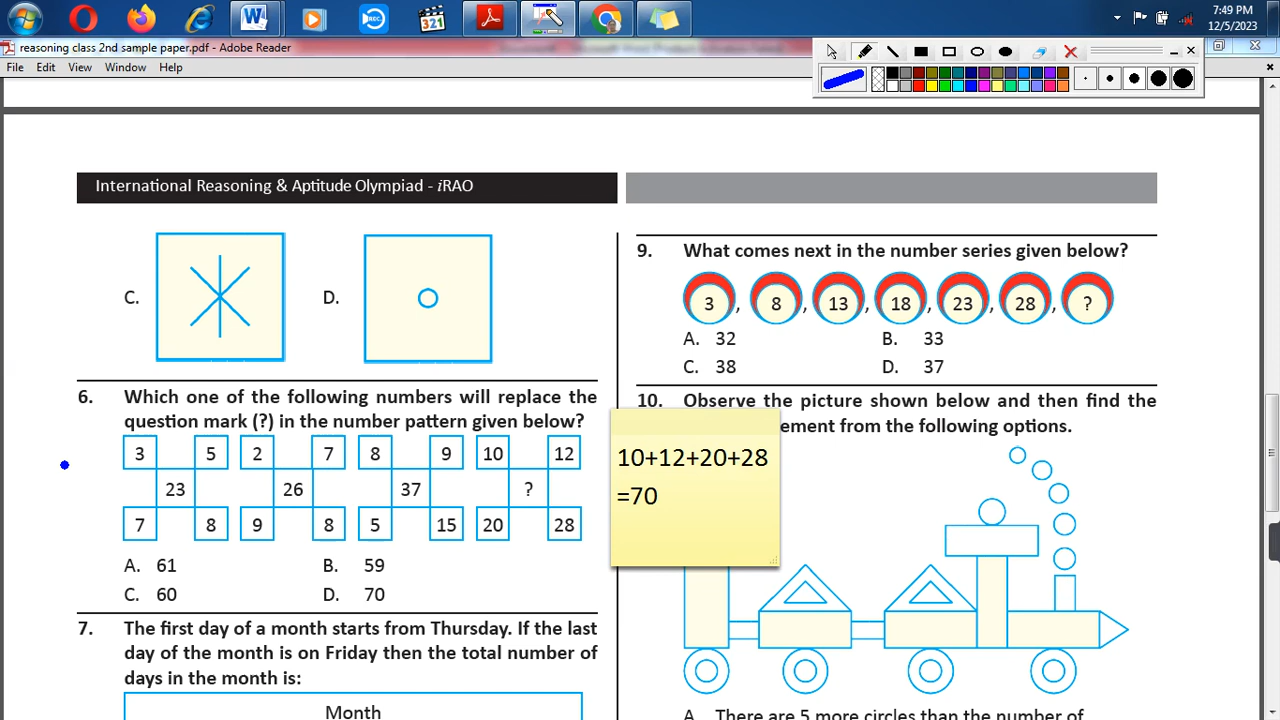 7:49 PM
12/5/2023
W
REC
321
reasoning class 2nd sample paper.pdf - Adobe Reader
File Edit View Window Help
International Reasoning & Aptitude Olympiad - iRAO
C.
D.
6. Which one of the following numbers will replace the
question mark (?) in the number pattern given below?
3 5 2 7 8 9 10 12
23 26 37 ?
7 8 9 8 5 15 20 28
A. 61 B. 59
C. 60 D. 70
7. The first day of a month starts from Thursday. If the last
day of the month is on Friday then the total number of
days in the month is:
Month
9. What comes next in the number series given below?
3, 8, 13, 18, 23, 28, ?
A. 32 B. 33
C. 38 D. 37
10. Observe the picture shown below and then find the
ement from the following options.
10+12+20+28
=70
A. There are 5 more circles than the number of